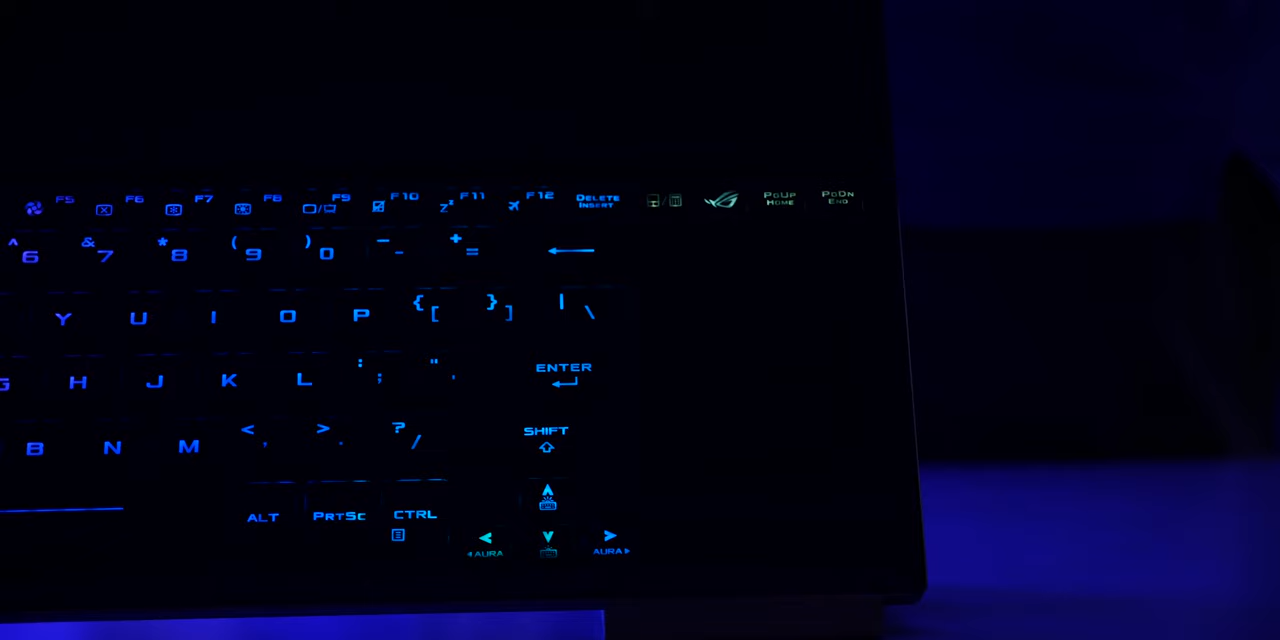 F5 F6 F7 F8 F9 F10 F11 F12 DELETE PGUP PGDN
INSERT HOME END
^ & * ( ) _ +
6 7 8 9 0 - =
Y U I O P { [ } ] | \
G H J K L : ; " '
ENTER
B N M < , > . ? /
SHIFT
ALT PRTSC CTRL
AURA AURA